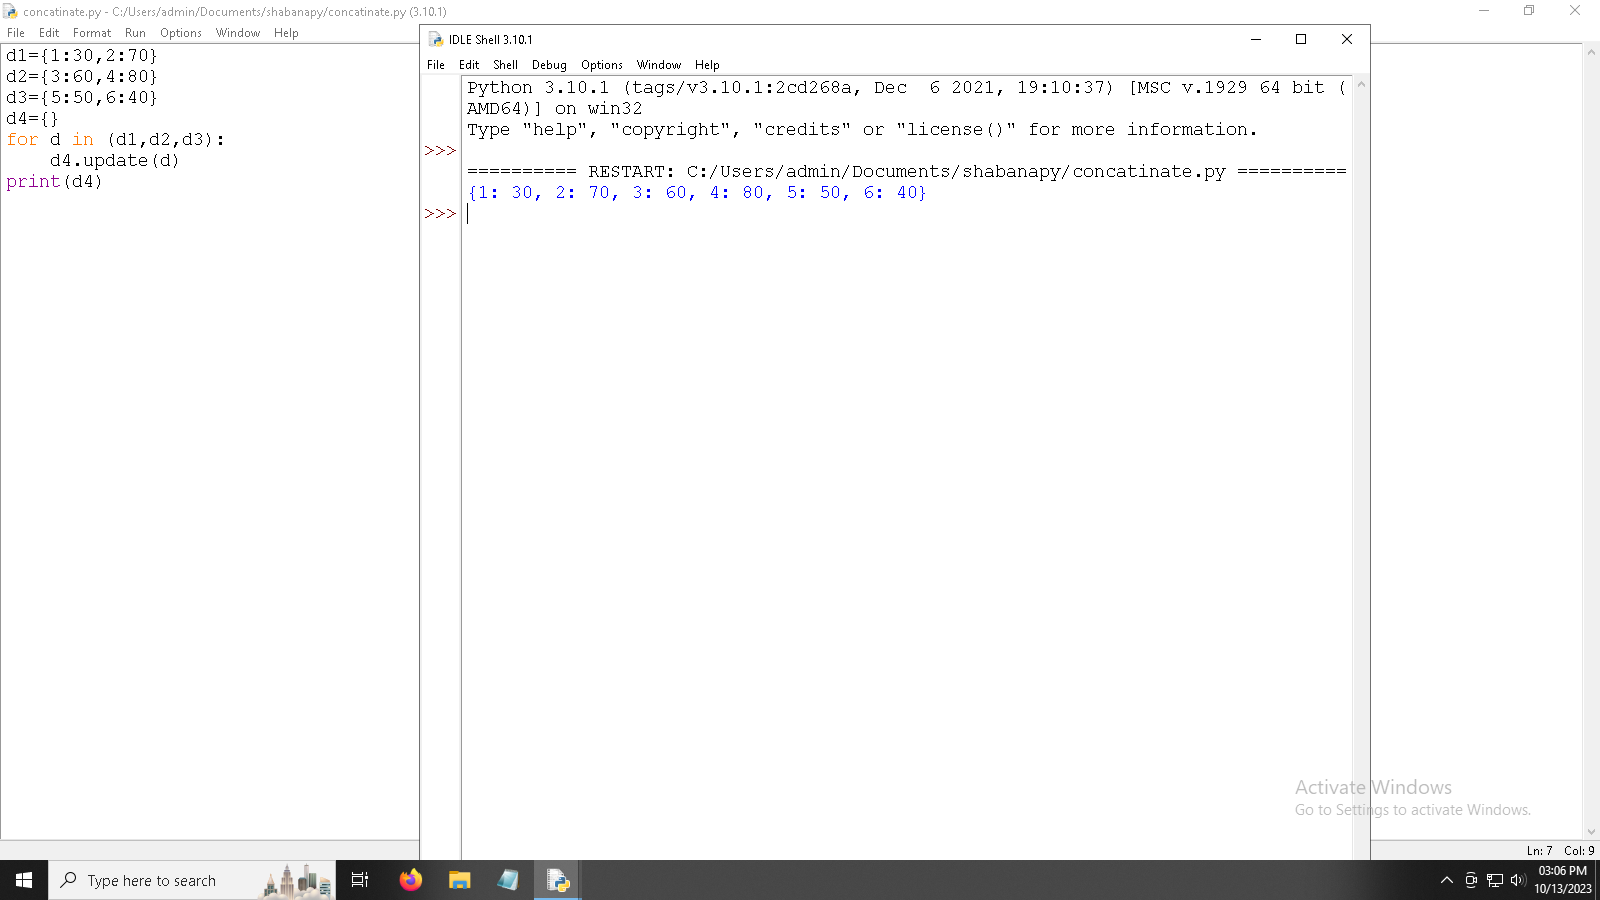 concatinate.py - C:/Users/admin/Documents/shabanapy/concatinate.py (3.10.1)
File Edit Format Run Options Window Help
d1={1:30,2:70}
d2={3:60,4:80}
d3={5:50,6:40}
d4={}
for d in (d1,d2,d3):
    d4.update(d)
print(d4)
IDLE Shell 3.10.1
File Edit Shell Debug Options Window Help
Python 3.10.1 (tags/v3.10.1:2cd268a, Dec  6 2021, 19:10:37) [MSC v.1929 64 bit (
AMD64)] on win32
Type "help", "copyright", "credits" or "license()" for more information.
>>>
========== RESTART: C:/Users/admin/Documents/shabanapy/concatinate.py ==========
{1: 30, 2: 70, 3: 60, 4: 80, 5: 50, 6: 40}
>>>
Activate Windows
Go to Settings to activate Windows.
Ln: 7 Col: 9
Type here to search
03:06 PM
10/13/2023